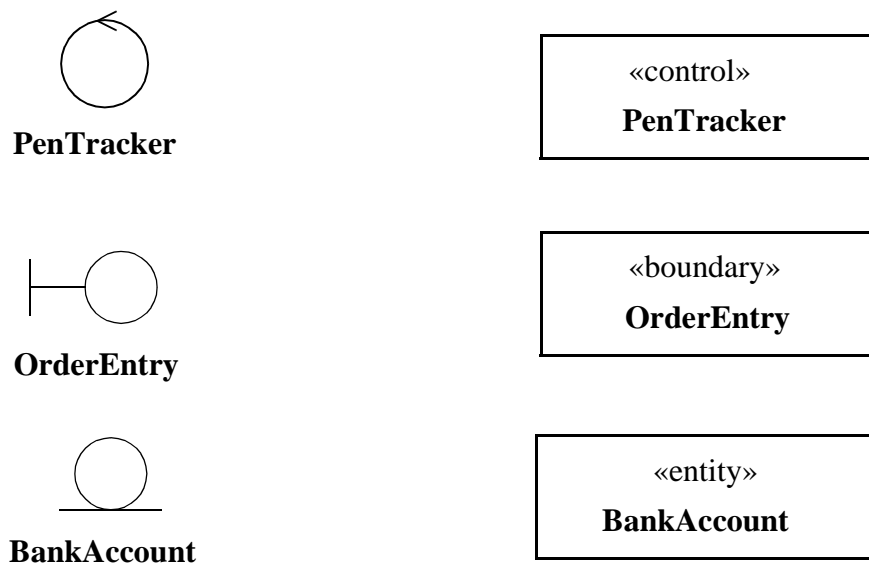 «control»
PenTracker
PenTracker
«boundary»
OrderEntry
OrderEntry
«entity»
BankAccount
BankAccount